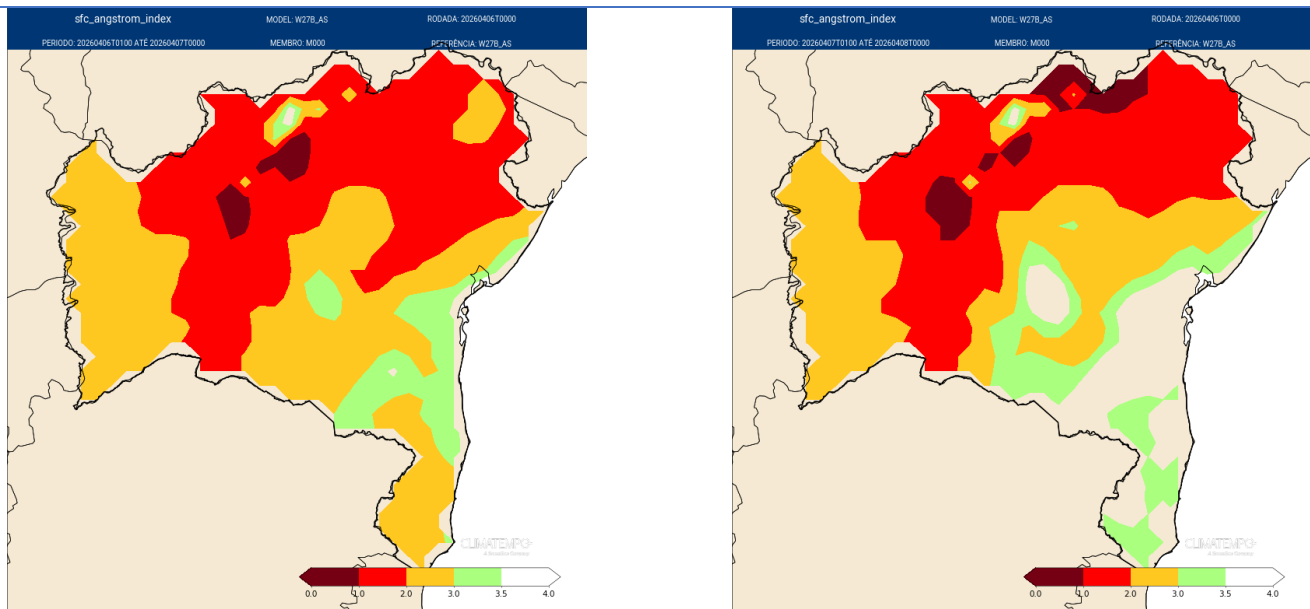 sfc_angstrom_index MODEL: W27B_AS RODADA: 20260406T0000
PERIODO: 20260406T0100 ATÉ 20260407T0000 MEMBRO: M000 REFERÊNCIA: W27B_AS
CLIMATEMPO
0.0 1.0 2.0 3.0 3.5 4.0
sfc_angstrom_index MODEL: W27B_AS RODADA: 20260406T0000
PERIODO: 20260407T0100 ATÉ 20260408T0000 MEMBRO: M000 REFERÊNCIA: W27B_AS
CLIMATEMPO
0.0 1.0 2.0 3.0 3.5 4.0